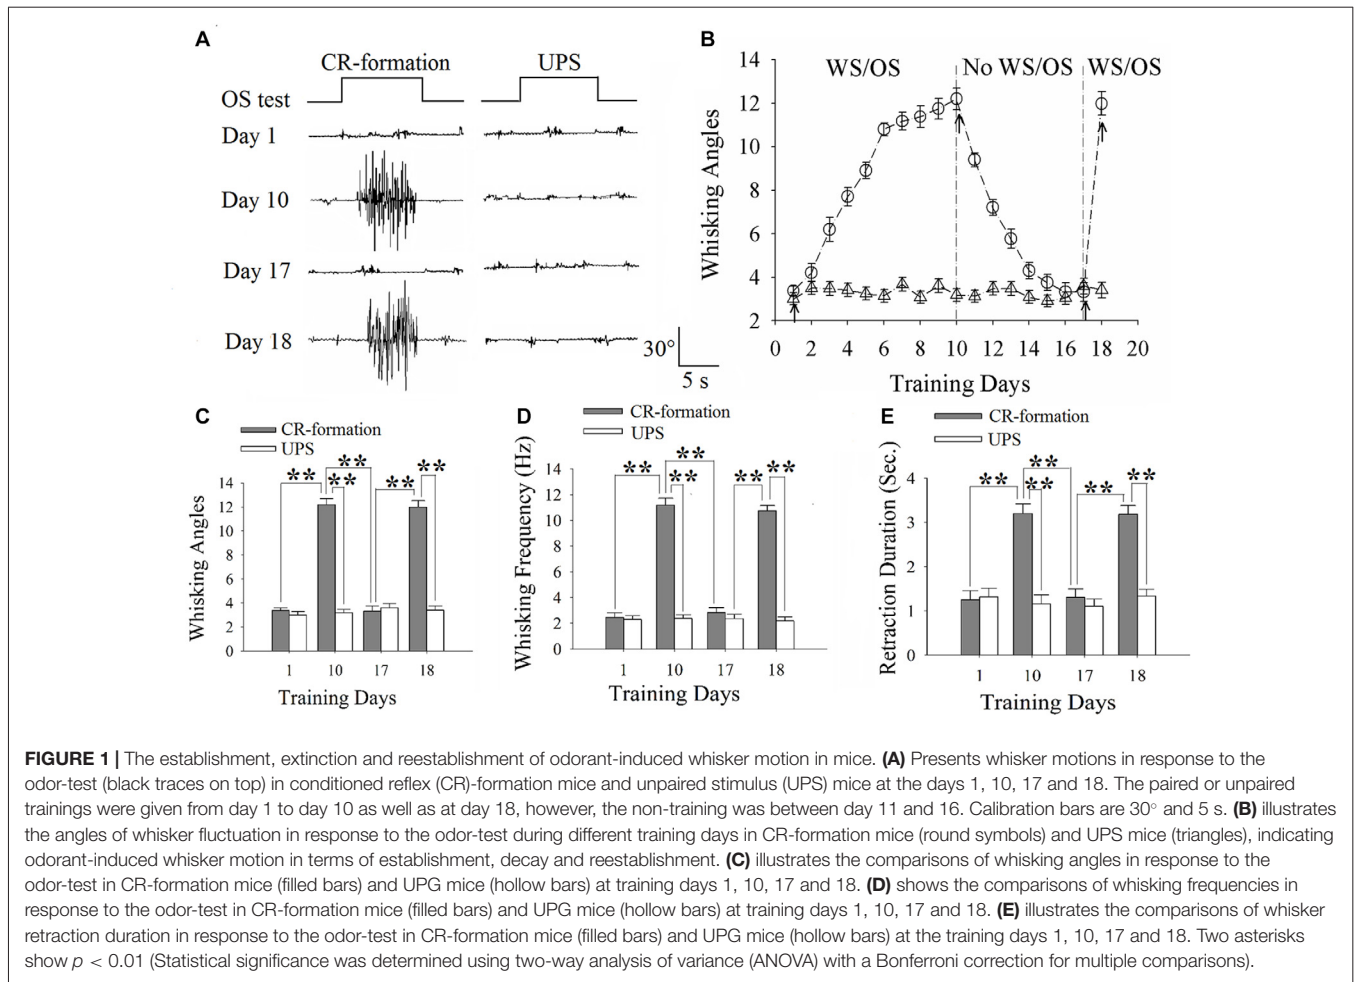 A
CR-formation UPS
OS test
Day 1
Day 10
Day 17
Day 18
30°
5 s
B
14
12
10
8
6
4
2
Whisking Angles
WS/OS No WS/OS WS/OS
0 2 4 6 8 10 12 14 16 18 20
Training Days
C
CR-formation
UPS
** ** ** ** **
14
12
10
8
6
4
2
0
Whisking Angles
1 10 17 18
Training Days
D
CR-formation
UPS
** ** ** ** **
14
12
10
8
6
4
2
0
Whisking Frequency (Hz)
1 10 17 18
Training Days
E
CR-formation
UPS
** ** ** ** **
4
3
2
1
0
Retraction Duration (Sec.)
1 10 17 18
Training Days
FIGURE 1 | The establishment, extinction and reestablishment of odorant-induced whisker motion in mice. (A) Presents whisker motions in response to the
odor-test (black traces on top) in conditioned reflex (CR)-formation mice and unpaired stimulus (UPS) mice at the days 1, 10, 17 and 18. The paired or unpaired
trainings were given from day 1 to day 10 as well as at day 18, however, the non-training was between day 11 and 16. Calibration bars are 30° and 5 s. (B) illustrates
the angles of whisker fluctuation in response to the odor-test during different training days in CR-formation mice (round symbols) and UPS mice (triangles), indicating
odorant-induced whisker motion in terms of establishment, decay and reestablishment. (C) illustrates the comparisons of whisking angles in response to the
odor-test in CR-formation mice (filled bars) and UPG mice (hollow bars) at training days 1, 10, 17 and 18. (D) shows the comparisons of whisking frequencies in
response to the odor-test in CR-formation mice (filled bars) and UPG mice (hollow bars) at training days 1, 10, 17 and 18. (E) illustrates the comparisons of whisker
retraction duration in response to the odor-test in CR-formation mice (filled bars) and UPG mice (hollow bars) at the training days 1, 10, 17 and 18. Two asterisks
show p < 0.01 (Statistical significance was determined using two-way analysis of variance (ANOVA) with a Bonferroni correction for multiple comparisons).